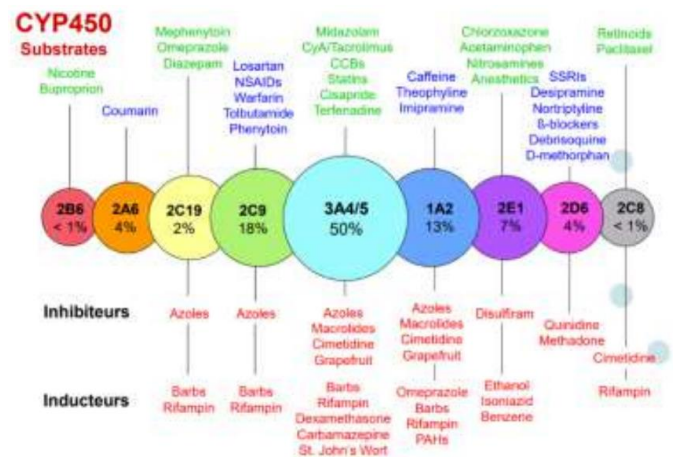 CYP450
Substrates
Nicotine
Buproprion
Coumarin
Mephenytoin
Omeprazole
Diazepam
Losartan
NSAIDs
Warfarin
Tolbutamide
Phenytoin
Midazolam
CyA/Tacrolimus
CCBs
Statins
Cisapride
Terfenadine
Caffeine
Theophyline
Imipramine
Chlorzoxazone
Acetaminophen
Nitrosamines
Anesthetics
SSRIs
Desipramine
Nortriptyline
ß-blockers
Debrisoquine
D-methorphan
Retinoids
Paclitaxel
2B6
< 1%
2A6
4%
2C19
2%
2C9
18%
3A4/5
50%
1A2
13%
2E1
7%
2D6
4%
2C8
< 1%
Inhibiteurs
Azoles
Azoles
Azoles
Macrolides
Cimetidine
Grapefruit
Azoles
Macrolides
Cimetidine
Grapefruit
Disulfiram
Quinidine
Methadone
Cimetidine
Inducteurs
Barbs
Rifampin
Barbs
Rifampin
Barbs
Rifampin
Dexamethasone
Carbamazepine
St. John's Wort
Omeprazole
Barbs
Rifampin
PAHs
Ethanol
Isoniazid
Benzene
Rifampin